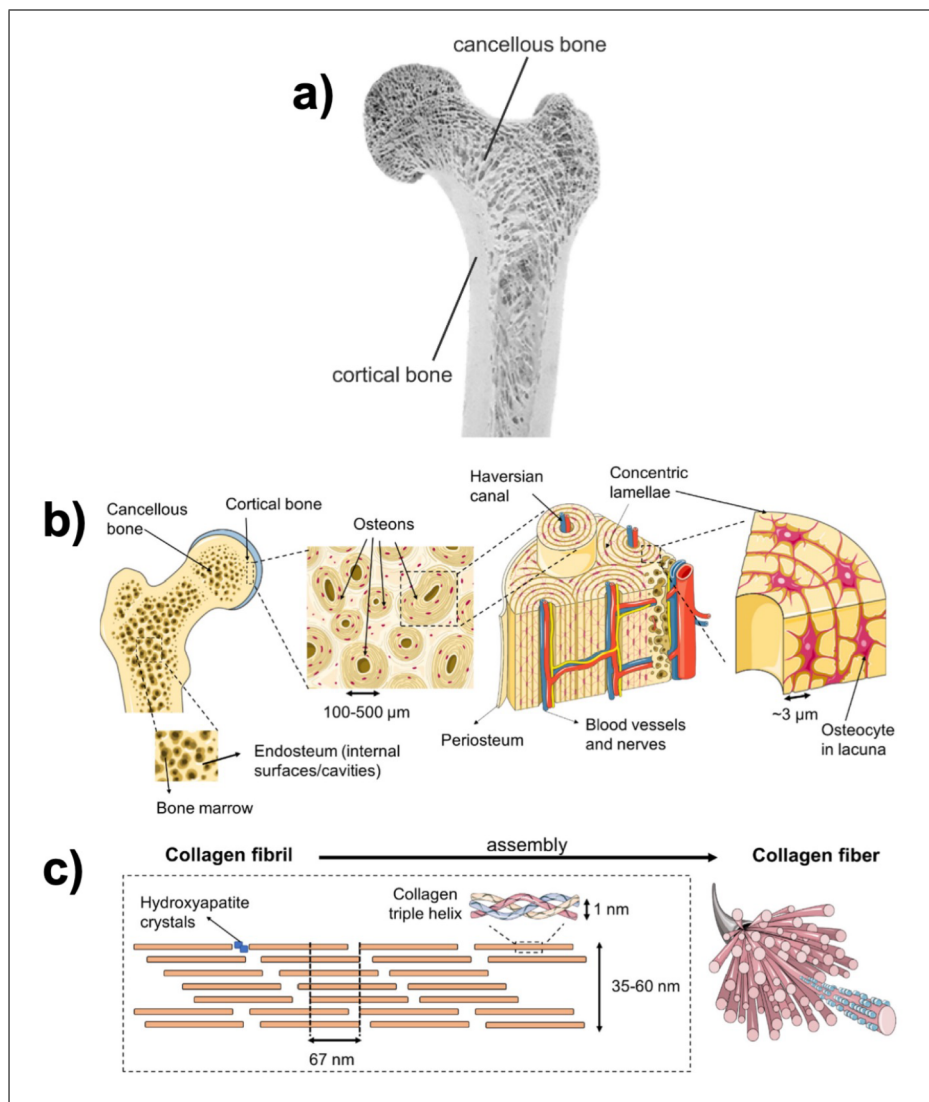 a)
cancellous bone
cortical bone
b)
Cancellous
bone
Cortical bone
Osteons
Haversian
canal
Concentric
lamellae
100-500 µm
Periosteum
Blood vessels
and nerves
~3 µm
Osteocyte
in lacuna
Endosteum (internal
surfaces/cavities)
Bone marrow
c)
Collagen fibril
assembly
Collagen fiber
Hydroxyapatite
crystals
Collagen
triple helix
1 nm
35-60 nm
67 nm